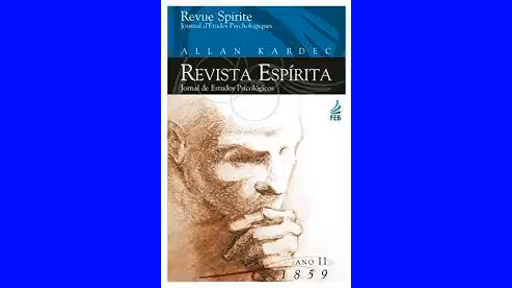 Revue Spirite
Journal d'Études Psychologiques
ALLAN KARDEC
REVISTA ESPÍRITA
Jornal de Estudos Psicológicos
FEB
ANO II
1859